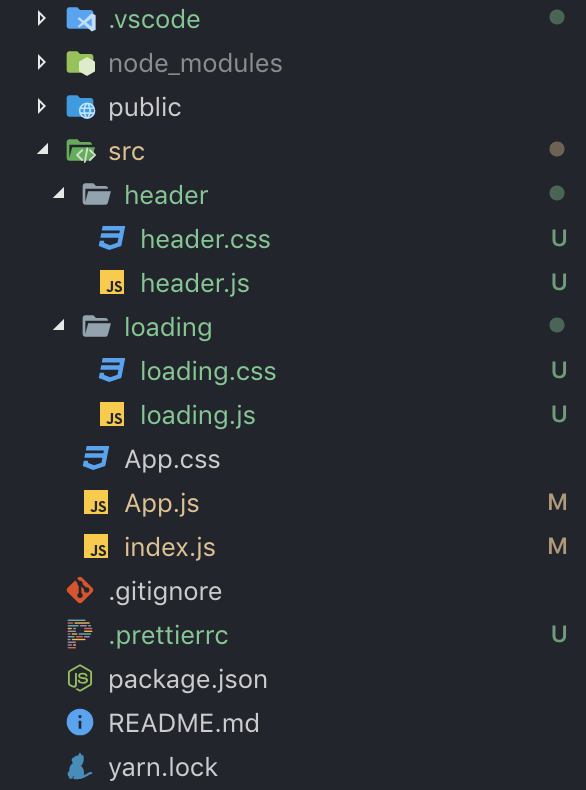 .vscode
node_modules
public
src
header
header.css U
JS header.js U
loading
loading.css U
JS loading.js U
App.css
JS App.js M
JS index.js M
.gitignore
.prettierrc U
JS package.json
i README.md
yarn.lock